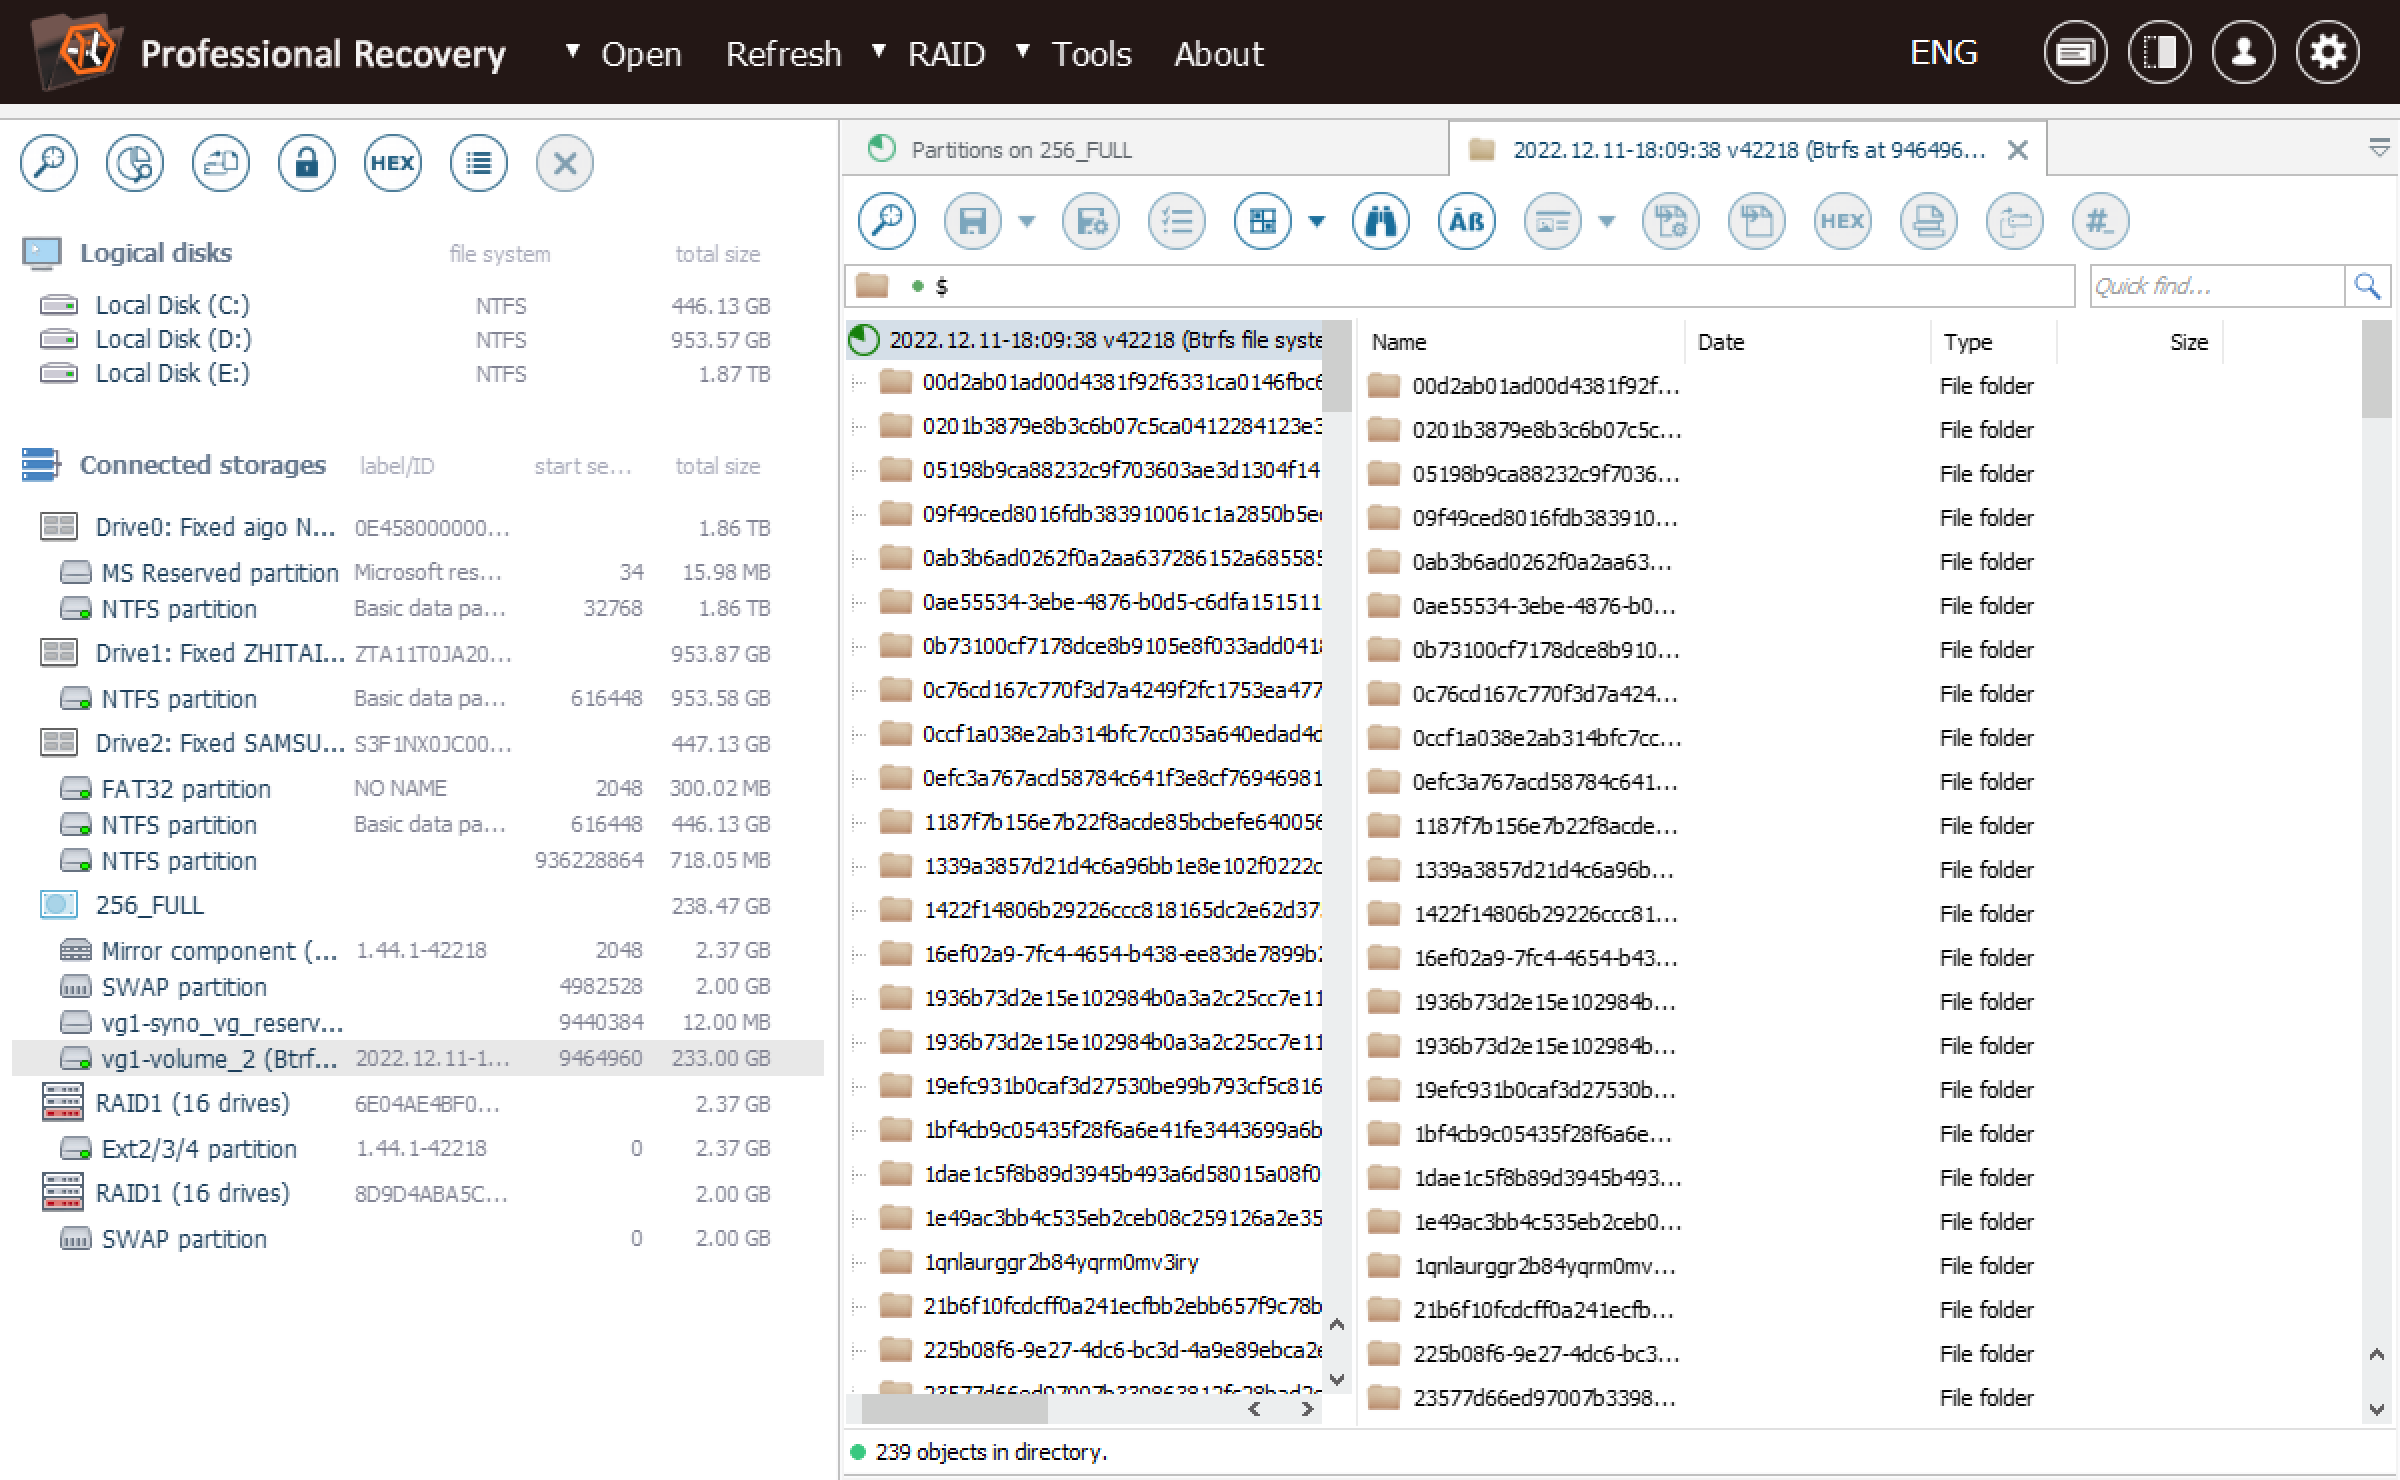 Professional Recovery Open Refresh RAID Tools About ENG
HEX
Logical disks file system total size
Local Disk (C:) NTFS 446.13 GB
Local Disk (D:) NTFS 953.57 GB
Local Disk (E:) NTFS 1.87 TB
Connected storages label/ID start se... total size
Drive0: Fixed aigo N... 0E458000000... 1.86 TB
MS Reserved partition Microsoft res... 34 15.98 MB
NTFS partition Basic data pa... 32768 1.86 TB
Drive1: Fixed ZHITAI... ZTA11T0JA20... 953.87 GB
NTFS partition Basic data pa... 616448 953.58 GB
Drive2: Fixed SAMSU... S3F1NX0JC00... 447.13 GB
FAT32 partition NO NAME 2048 300.02 MB
NTFS partition Basic data pa... 616448 446.13 GB
NTFS partition 936228864 718.05 MB
256_FULL 238.47 GB
Mirror component (... 1.44.1-42218 2048 2.37 GB
SWAP partition 4982528 2.00 GB
vg1-syno_vg_reserv... 9440384 12.00 MB
vg1-volume_2 (Btrf... 2022.12.11-1... 9464960 233.00 GB
RAID1 (16 drives) 6E04AE4BF0... 2.37 GB
Ext2/3/4 partition 1.44.1-42218 0 2.37 GB
RAID1 (16 drives) 8D9D4ABA5C... 2.00 GB
SWAP partition 0 2.00 GB
Partitions on 256_FULL
2022.12.11-18:09:38 v42218 (Btrfs at 946496...
Āß HEX #_
$
Quick find...
2022.12.11-18:09:38 v42218 (Btrfs file syste
00d2ab01ad00d4381f92f6331ca0146fbc6
0201b3879e8b3c6b07c5ca0412284123e3
05198b9ca88232c9f703603ae3d1304f14
09f49ced8016fdb383910061c1a2850b5e
0ab3b6ad0262f0a2aa637286152a685585
0ae55534-3ebe-4876-b0d5-c6dfa151511
0b73100cf7178dce8b9105e8f033add041
0c76cd167c770f3d7a4249f2fc1753ea477
0ccf1a038e2ab314bfc7cc035a640edad4d
0efc3a767acd58784c641f3e8cf76946981
1187f7b156e7b22f8acde85bcbefe640056
1339a3857d21d4c6a96bb1e8e102f0222c
1422f14806b29226ccc818165dc2e62d37
16ef02a9-7fc4-4654-b438-ee83de7899b
1936b73d2e15e102984b0a3a2c25cc7e11
1936b73d2e15e102984b0a3a2c25cc7e11
19efc931b0caf3d27530be99b793cf5c816
1bf4cb9c05435f28f6a6e41fe3443699a6b
1dae1c5f8b89d3945b493a6d58015a08f0
1e49ac3bb4c535eb2ceb08c259126a2e35
1qnlaurggr2b84yqrm0mv3iry
21b6f10fcdcff0a241ecfbb2ebb657f9c78b
225b08f6-9e27-4dc6-bc3d-4a9e89ebca2
Name Date Type Size
00d2ab01ad00d4381f92f... File folder
0201b3879e8b3c6b07c5c... File folder
05198b9ca88232c9f7036... File folder
09f49ced8016fdb383910... File folder
0ab3b6ad0262f0a2aa63... File folder
0ae55534-3ebe-4876-b0... File folder
0b73100cf7178dce8b910... File folder
0c76cd167c770f3d7a424... File folder
0ccf1a038e2ab314bfc7cc... File folder
0efc3a767acd58784c641... File folder
1187f7b156e7b22f8acde... File folder
1339a3857d21d4c6a96b... File folder
1422f14806b29226ccc81... File folder
16ef02a9-7fc4-4654-b43... File folder
1936b73d2e15e102984b... File folder
1936b73d2e15e102984b... File folder
19efc931b0caf3d27530b... File folder
1bf4cb9c05435f28f6a6e... File folder
1dae1c5f8b89d3945b493... File folder
1e49ac3bb4c535eb2ceb0... File folder
1qnlaurggr2b84yqrm0mv... File folder
21b6f10fcdcff0a241ecfb... File folder
225b08f6-9e27-4dc6-bc3... File folder
23577d66ed97007b3398... File folder
239 objects in directory.